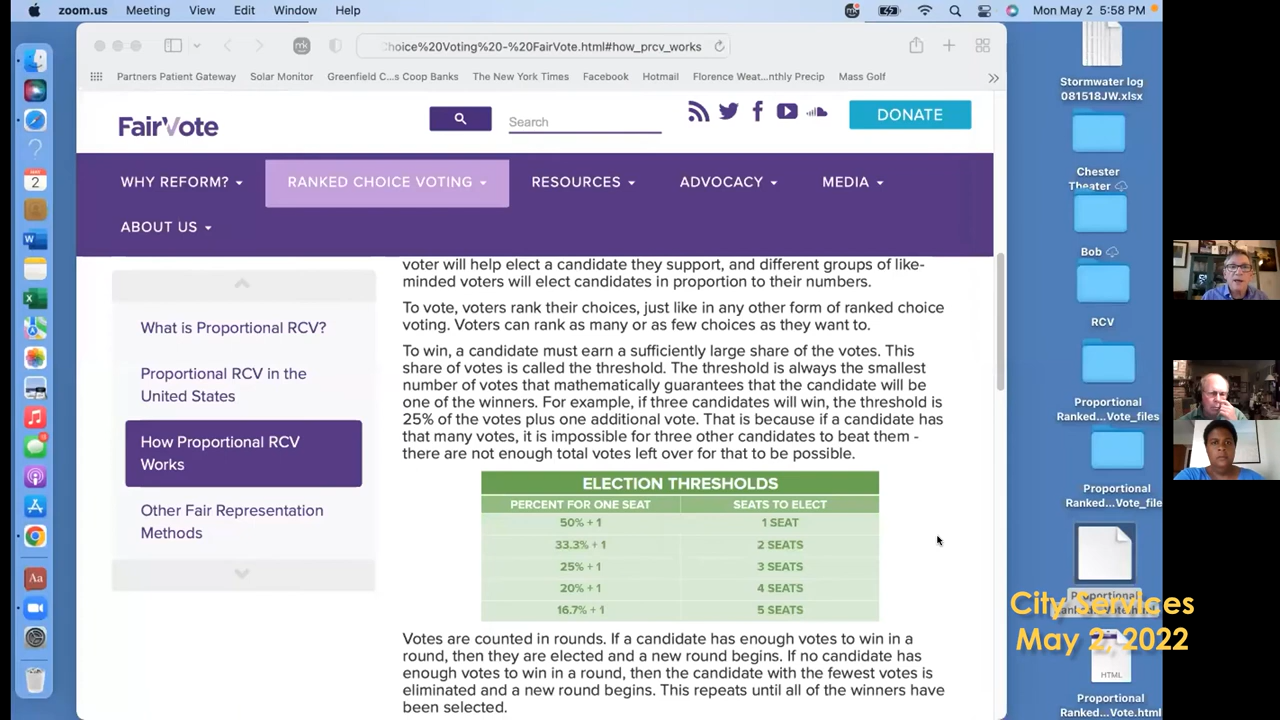 zoom.us Meeting View Edit Window Help Mon May 2 5:58 PM
Choice%20Voting%20-%20FairVote.html#how_prcv_works
Partners Patient Gateway Solar Monitor Greenfield C...s Coop Banks The New York Times Facebook Hotmail Florence Weat...nthly Precip Mass Golf
FairVote
Search
DONATE
WHY REFORM? RANKED CHOICE VOTING RESOURCES ADVOCACY MEDIA
ABOUT US
What is Proportional RCV?
Proportional RCV in the
United States
How Proportional RCV
Works
Other Fair Representation
Methods
voter will help elect a candidate they support, and different groups of like-
minded voters will elect candidates in proportion to their numbers.
To vote, voters rank their choices, just like in any other form of ranked choice
voting. Voters can rank as many or as few choices as they want to.
To win, a candidate must earn a sufficiently large share of the votes. This
share of votes is called the threshold. The threshold is always the smallest
number of votes that mathematically guarantees that the candidate will be
one of the winners. For example, if three candidates will win, the threshold is
25% of the votes plus one additional vote. That is because if a candidate has
that many votes, it is impossible for three other candidates to beat them -
there are not enough total votes left over for that to be possible.
ELECTION THRESHOLDS
PERCENT FOR ONE SEAT SEATS TO ELECT
50% + 1 1 SEAT
33.3% + 1 2 SEATS
25% + 1 3 SEATS
20% + 1 4 SEATS
16.7% + 1 5 SEATS
Votes are counted in rounds. If a candidate has enough votes to win in a
round, then they are elected and a new round begins. If no candidate has
enough votes to win in a round, then the candidate with the fewest votes is
eliminated and a new round begins. This repeats until all of the winners have
been selected.
Stormwater log
081518JW.xlsx
Chester
Theater
Bob
RCV
Proportional
Ranked...Vote_files
Proportional
Ranked...Vote_file
Proportional
City Services
May 2, 2022
HTML
Proportional
Ranked...Vote.html